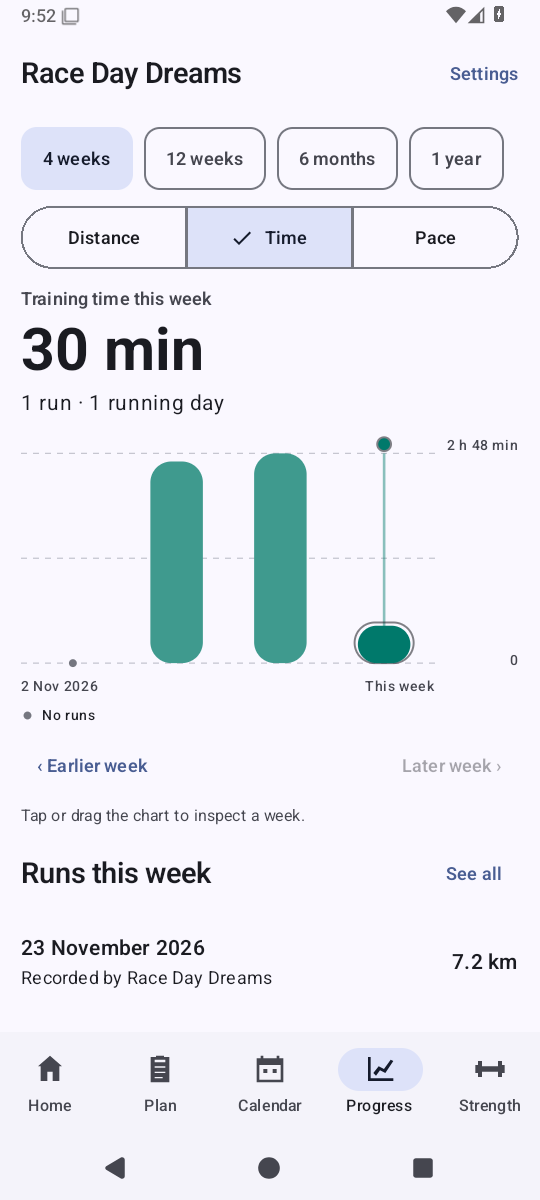 9:52
Race Day Dreams
Settings
4 weeks
12 weeks
6 months
1 year
Distance
Time
Pace
Training time this week
30 min
1 run · 1 running day
2 h 48 min
0
2 Nov 2026
This week
No runs
‹ Earlier week
Later week ›
Tap or drag the chart to inspect a week.
Runs this week
See all
23 November 2026
7.2 km
Recorded by Race Day Dreams
Home
Plan
Calendar
Progress
Strength